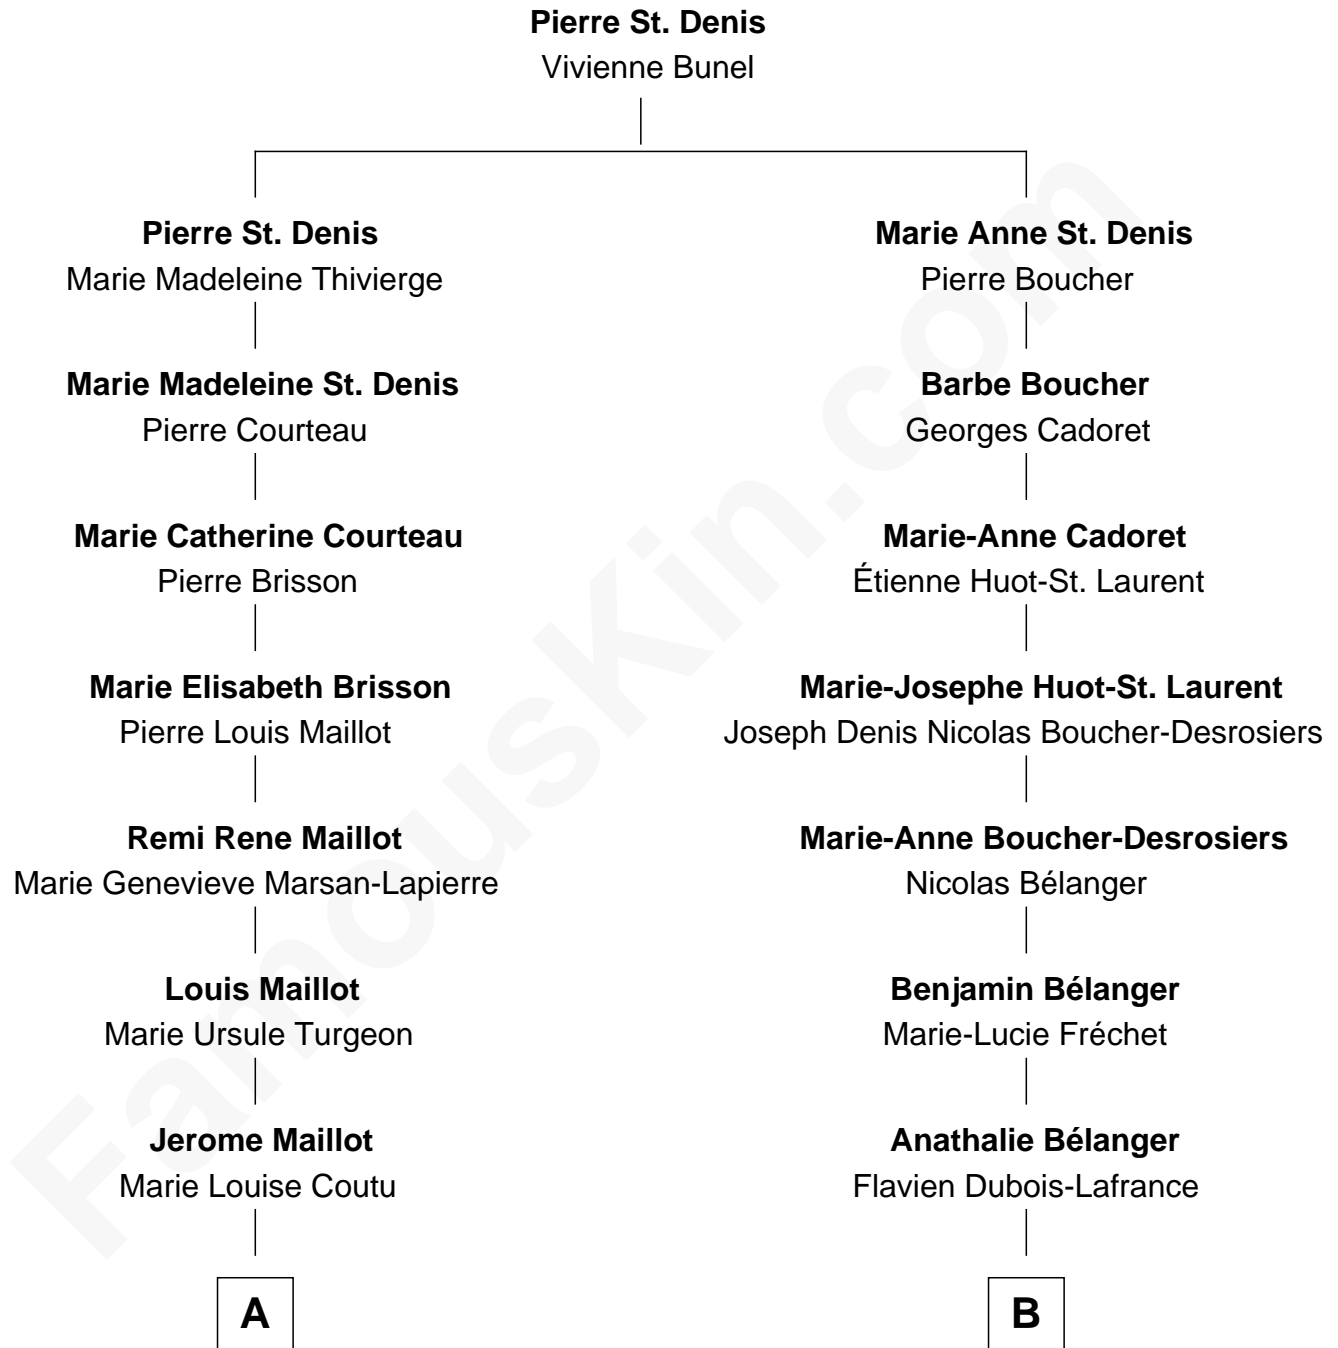 Pierre St. Denis
Vivienne Bunel
Pierre St. Denis
Marie Madeleine Thivierge
Marie Anne St. Denis
Pierre Boucher
Marie Madeleine St. Denis
Pierre Courteau
Barbe Boucher
Georges Cadoret
Marie Catherine Courteau
Pierre Brisson
Marie-Anne Cadoret
Étienne Huot-St. Laurent
Marie Elisabeth Brisson
Pierre Louis Maillot
Marie-Josephe Huot-St. Laurent
Joseph Denis Nicolas Boucher-Desrosiers
Remi Rene Maillot
Marie Genevieve Marsan-Lapierre
Marie-Anne Boucher-Desrosiers
Nicolas Bélanger
Louis Maillot
Marie Ursule Turgeon
Benjamin Bélanger
Marie-Lucie Fréchet
Jerome Maillot
Marie Louise Coutu
Anathalie Bélanger
Flavien Dubois-Lafrance
A
B
FamousKin.com